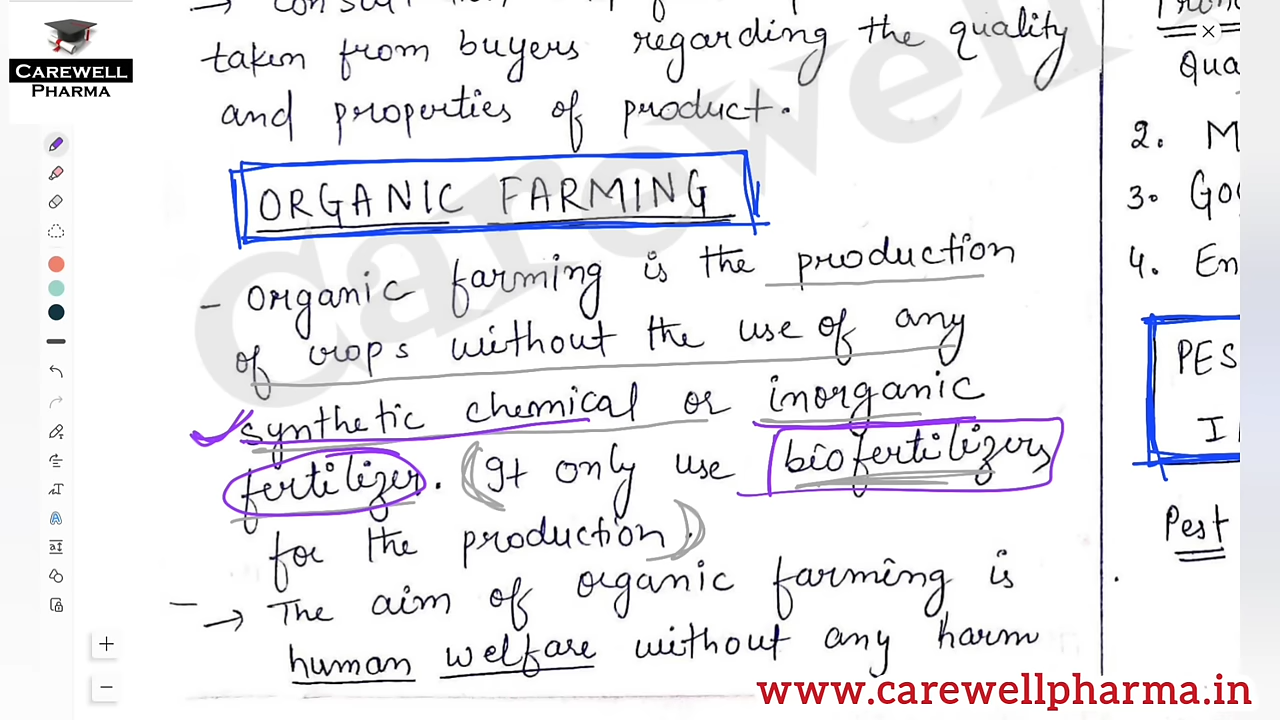 CAREWELL
PHARMA
taken from buyers regarding the quality
and properties of product.
ORGANIC FARMING
- Organic farming is the production
of crops without the use of any
synthetic chemical or inorganic
fertilizer. (It only use biofertilizers
for the production).
- → The aim of organic farming is
human welfare without any harm
Qua
2. M
3. Go
4. En
PES
I
Pest
Carewell
www.carewellpharma.in